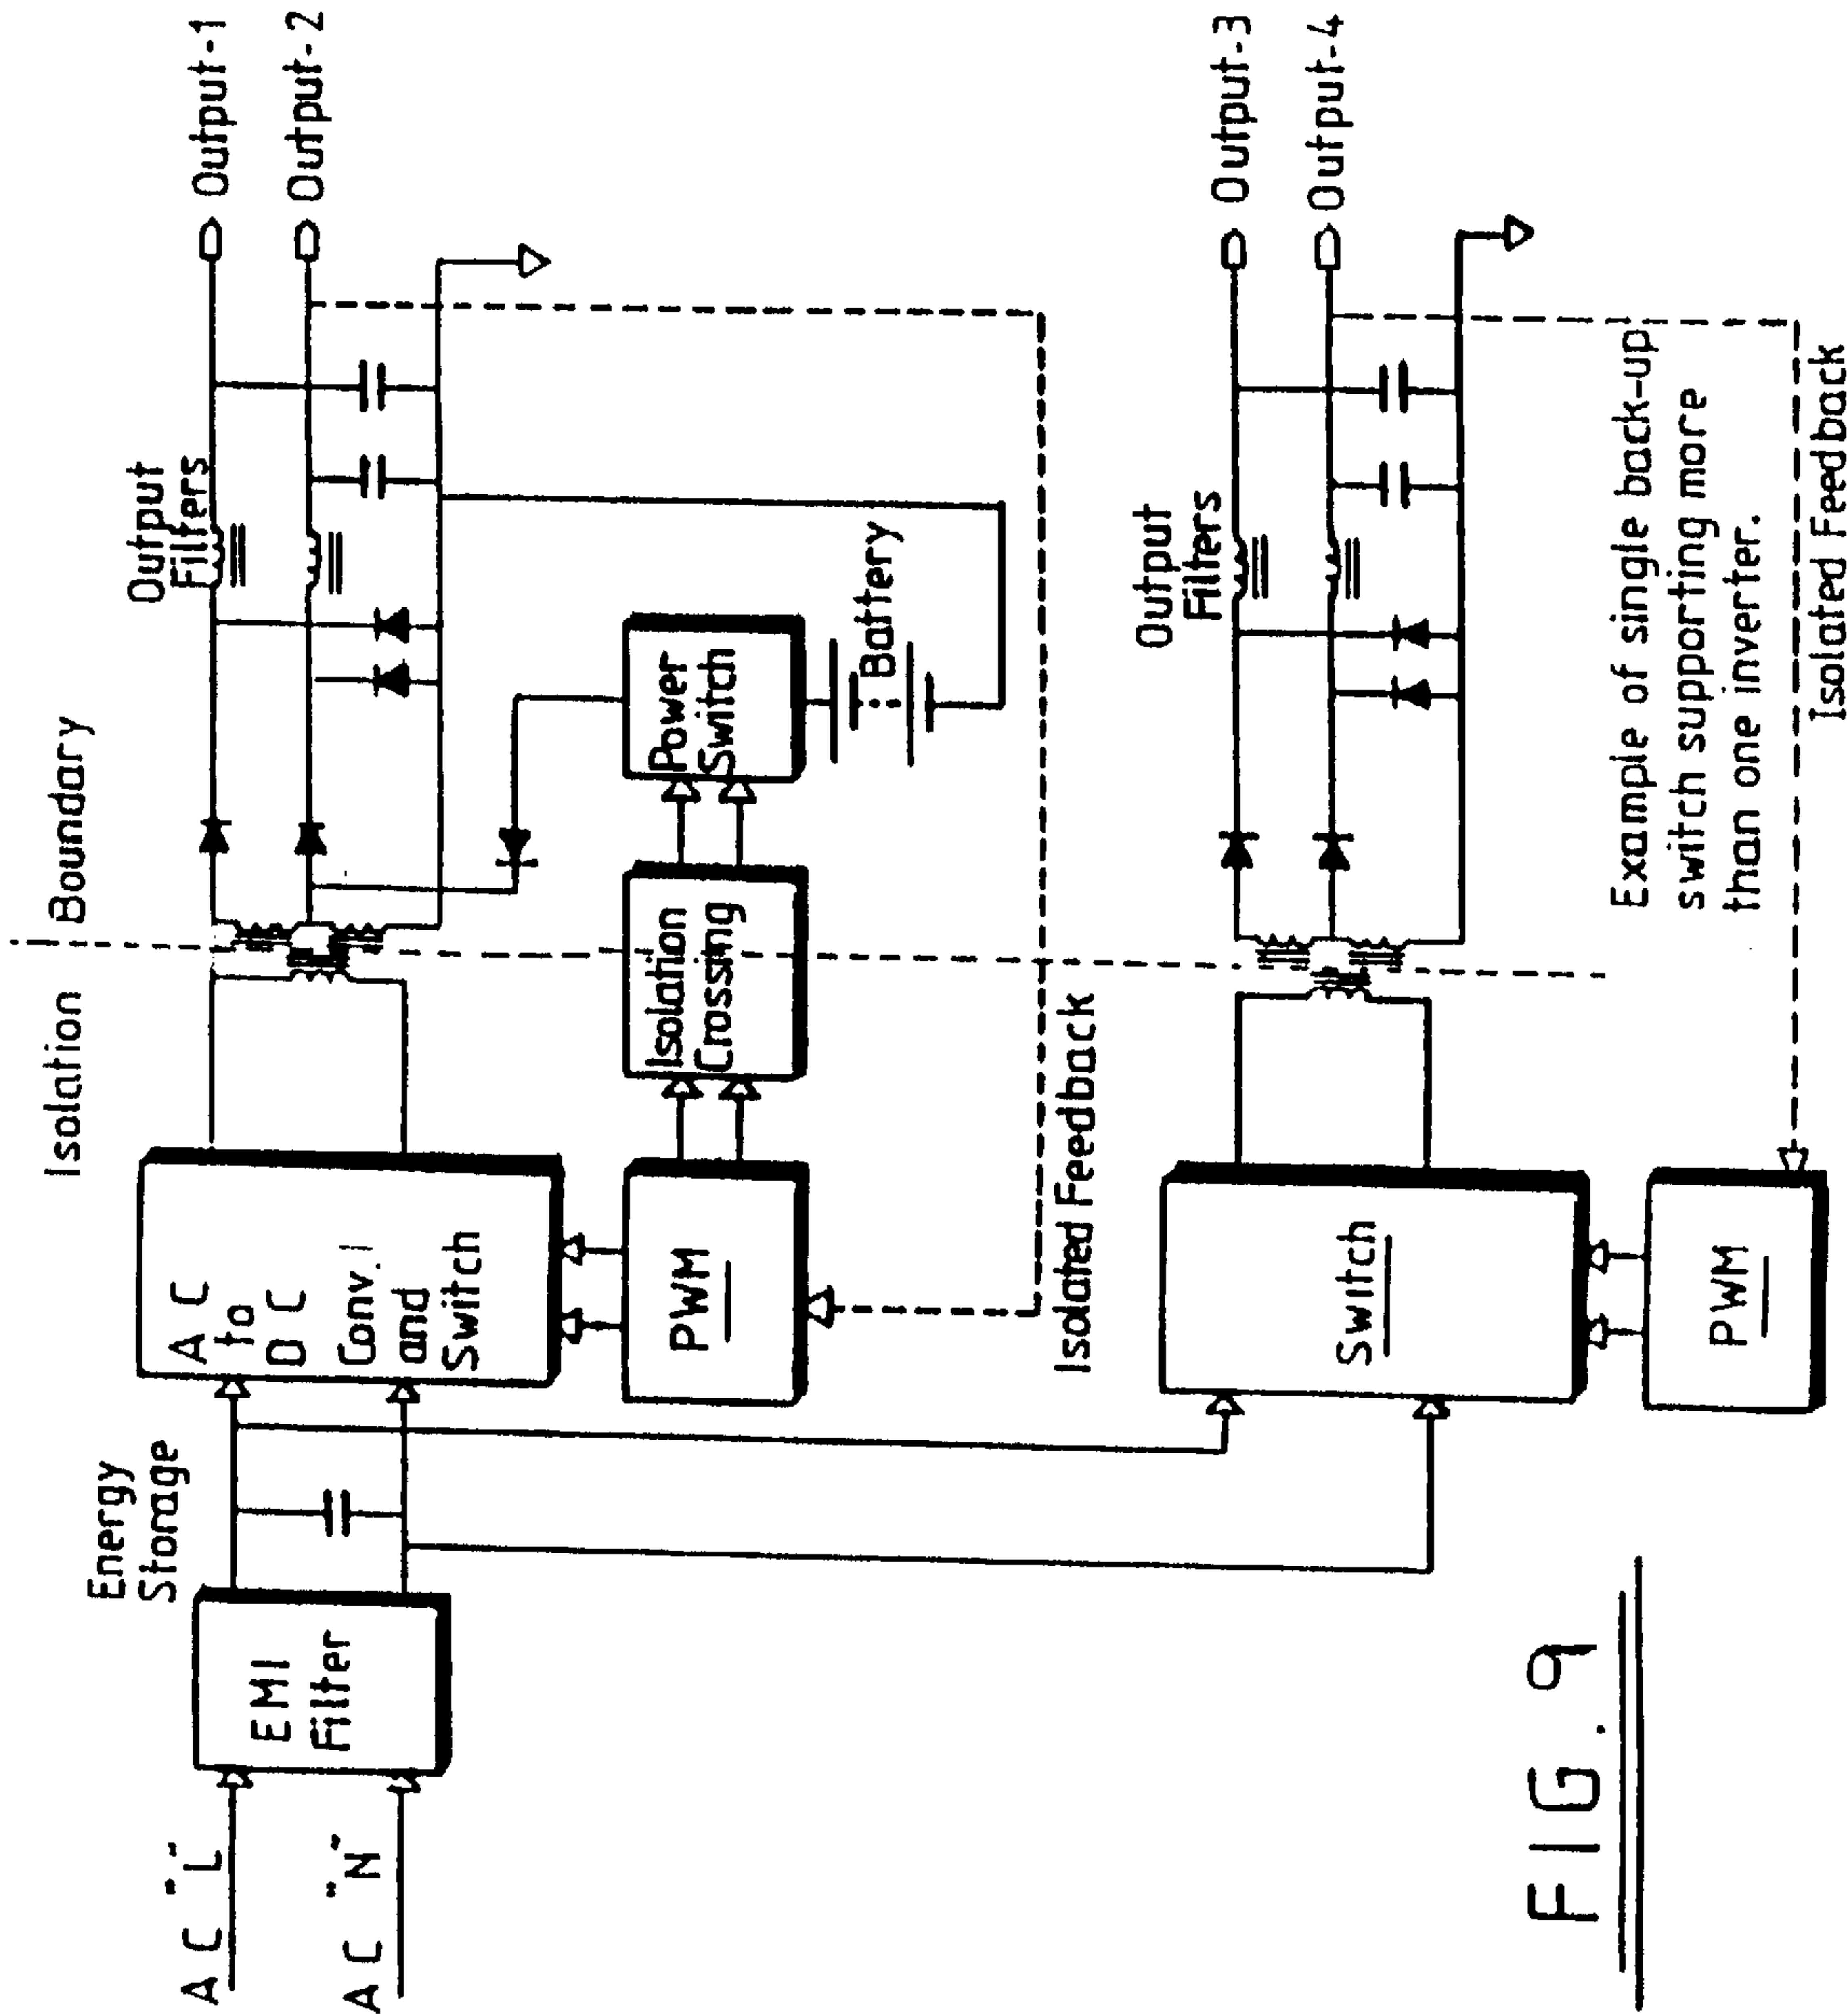 Isolation Boundary
Energy
Storage
AC "L"
AC "N"
EMI
Filter
AC
to
DC
Conv.
and
Switch
Output
Filters
Output-1
Output-2
PWM
Isolation
Crossing
Power
Switch
Battery
Isolated Feedback
Switch
PWM
Output
Filters
Output-3
Output-4
Example of single back-up
switch supporting more
than one inverter.
Isolated Feedback
FIG. 9